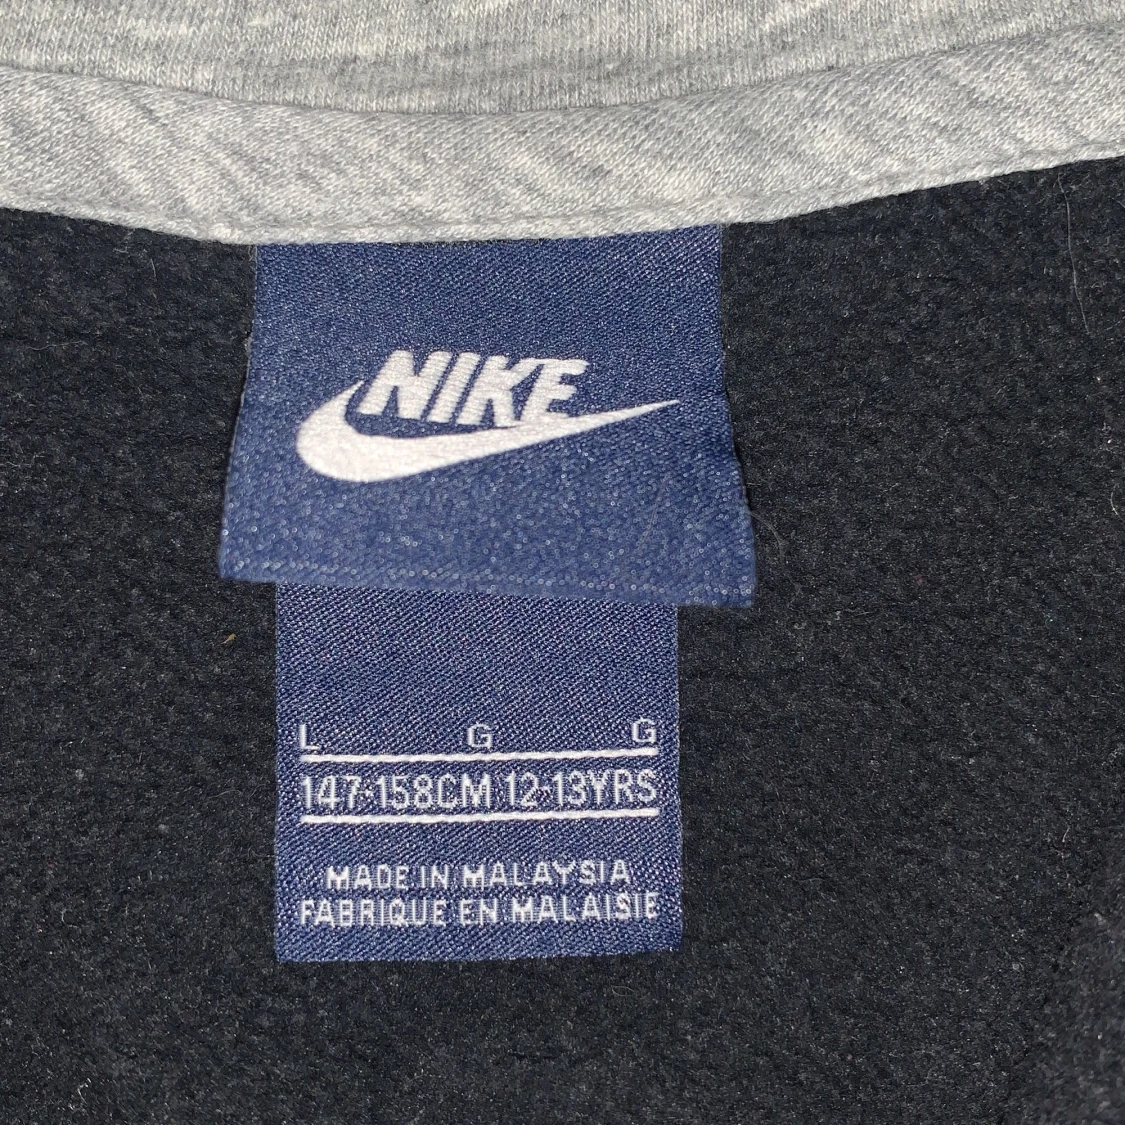 NIKE
L G G
147-158CM 12-13YRS
MADE IN MALAYSIA
FABRIQUE EN MALAISIE